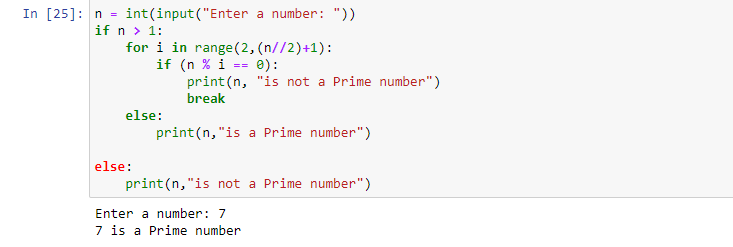 In [25]: n = int(input("Enter a number: "))
if n > 1:
    for i in range(2,(n//2)+1):
        if (n % i == 0):
            print(n, "is not a Prime number")
            break
    else:
        print(n,"is a Prime number")
else:
    print(n,"is not a Prime number")
Enter a number: 7
7 is a Prime number